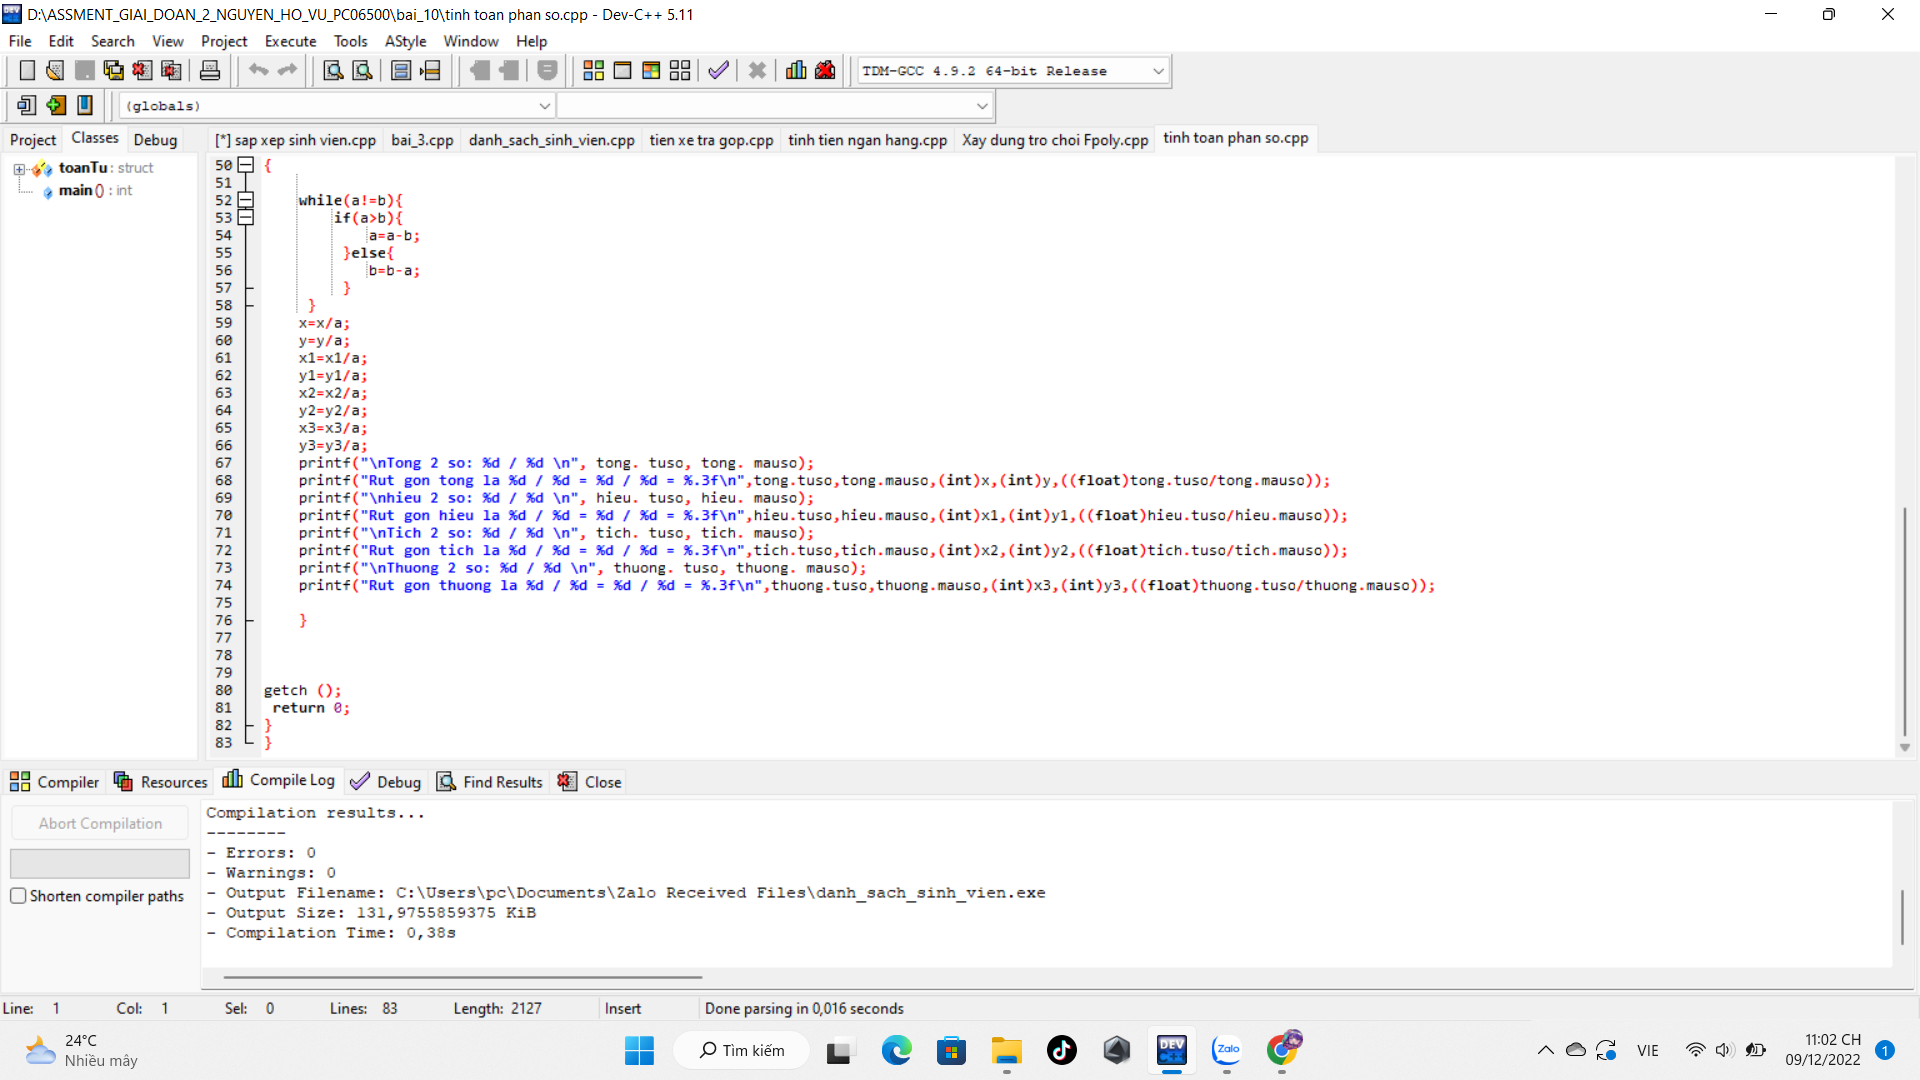 D:\ASSMENT_GIAI_DOAN_2_NGUYEN_HO_VU_PC06500\bai_10\tinh toan phan so.cpp - Dev-C++ 5.11
File Edit Search View Project Execute Tools AStyle Window Help
TDM-GCC 4.9.2 64-bit Release
(globals)
Project Classes Debug
[*] sap xep sinh vien.cpp bai_3.cpp danh_sach_sinh_vien.cpp tien xe tra gop.cpp tinh tien ngan hang.cpp Xay dung tro choi Fpoly.cpp tinh toan phan so.cpp
toanTu : struct
main () : int
50 {
51
52 while(a!=b){
53 if(a>b){
54 a=a-b;
55 }else{
56 b=b-a;
57 }
58 }
59 x=x/a;
60 y=y/a;
61 x1=x1/a;
62 y1=y1/a;
63 x2=x2/a;
64 y2=y2/a;
65 x3=x3/a;
66 y3=y3/a;
67 printf("\nTong 2 so: %d / %d \n", tong. tuso, tong. mauso);
68 printf("Rut gon tong la %d / %d = %d / %d = %.3f\n",tong.tuso,tong.mauso,(int)x,(int)y,((float)tong.tuso/tong.mauso));
69 printf("\nhieu 2 so: %d / %d \n", hieu. tuso, hieu. mauso);
70 printf("Rut gon hieu la %d / %d = %d / %d = %.3f\n",hieu.tuso,hieu.mauso,(int)x1,(int)y1,((float)hieu.tuso/hieu.mauso));
71 printf("\nTich 2 so: %d / %d \n", tich. tuso, tich. mauso);
72 printf("Rut gon tich la %d / %d = %d / %d = %.3f\n",tich.tuso,tich.mauso,(int)x2,(int)y2,((float)tich.tuso/tich.mauso));
73 printf("\nThuong 2 so: %d / %d \n", thuong. tuso, thuong. mauso);
74 printf("Rut gon thuong la %d / %d = %d / %d = %.3f\n",thuong.tuso,thuong.mauso,(int)x3,(int)y3,((float)thuong.tuso/thuong.mauso));
75
76 }
77
78
79
80 getch ();
81 return 0;
82 }
83 }
Compiler Resources Compile Log Debug Find Results Close
Abort Compilation
Shorten compiler paths
Compilation results...
--------
- Errors: 0
- Warnings: 0
- Output Filename: C:\Users\pc\Documents\Zalo Received Files\danh_sach_sinh_vien.exe
- Output Size: 131,9755859375 KiB
- Compilation Time: 0,38s
Line: 1 Col: 1 Sel: 0 Lines: 83 Length: 2127 Insert Done parsing in 0,016 seconds
24°C
Nhiều mây
Tìm kiếm
DEV C++
Zalo
VIE
11:02 CH
09/12/2022
1